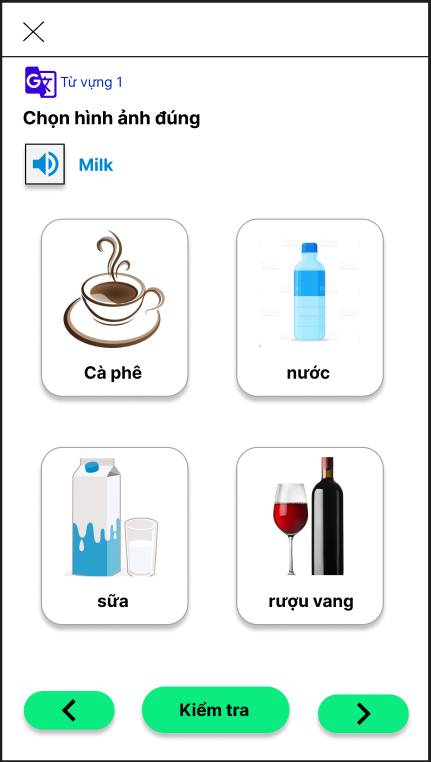 Từ vựng 1
Chọn hình ảnh đúng
Milk
Cà phê
nước
sữa
rượu vang
Kiểm tra